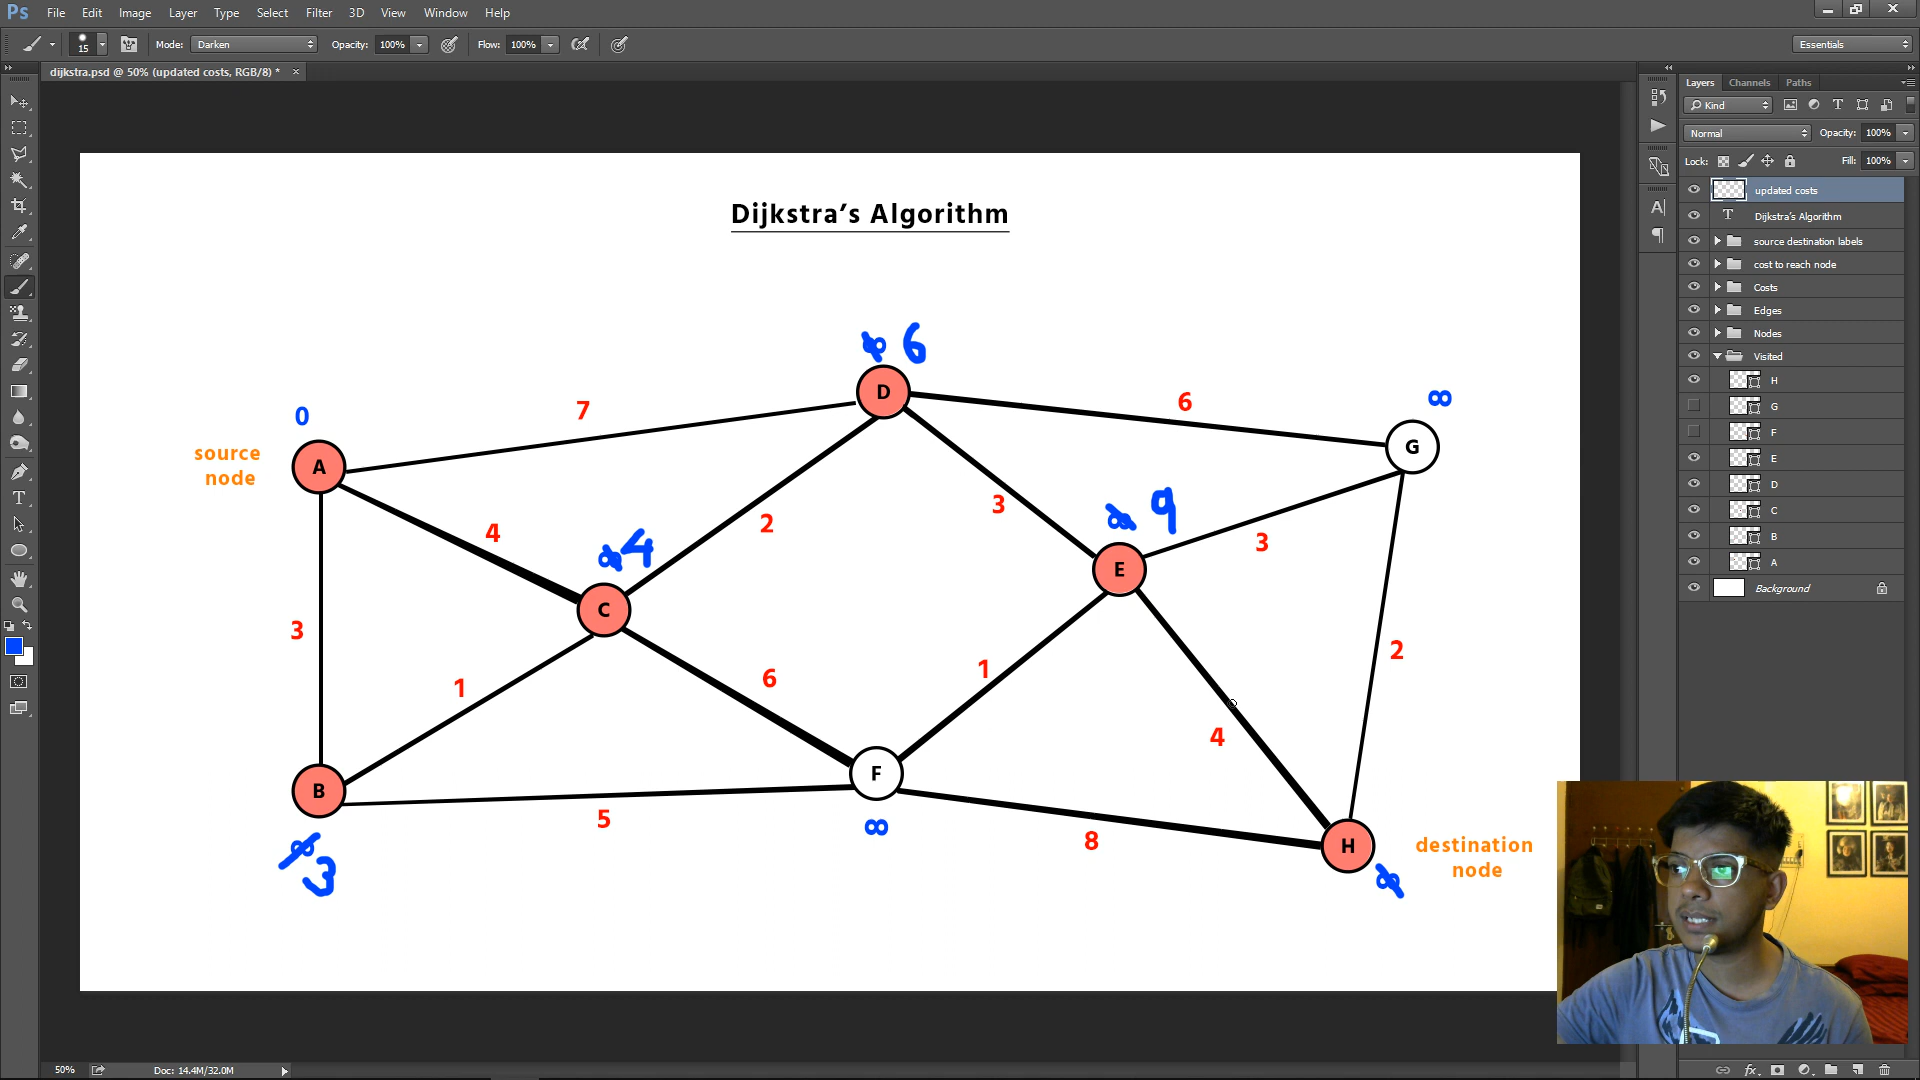 Ps File Edit Image Layer Type Select Filter 3D View Window Help
15 Mode: Darken Opacity: 100% Flow: 100% Essentials
dijkstra.psd @ 50% (updated costs, RGB/8) * ×
Dijkstra's Algorithm
∞ 6
D
7
6
∞
0
source
node
A
G
4
2
3
∞ 9
3
∞ 4
E
C
3
1
6
1
2
4
B
5
F
∞
8
H
destination
node
∞ 3
∞
50% Doc: 14.4M/32.0M
Layers Channels Paths
Kind
Normal Opacity: 100%
Lock: Fill: 100%
updated costs
T Dijkstra's Algorithm
source destination labels
cost to reach node
Costs
Edges
Nodes
Visited
H
G
F
E
D
C
B
A
Background
fx